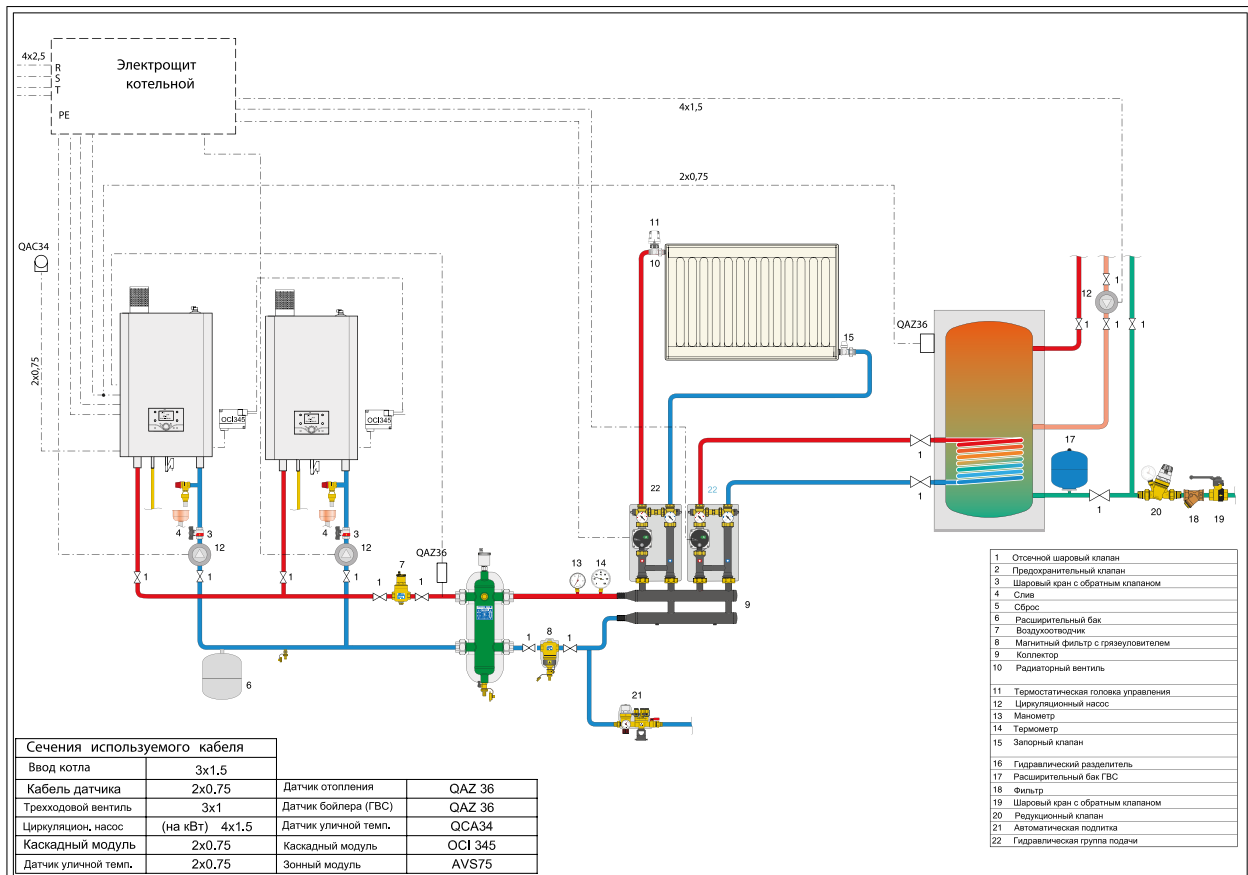 Электрощит
котельной
4x2,5
R
S
T
PE
4x1,5
2x0,75
QAC34
2x0,75
11
10
15
12
1
1
1
1
QAZ36
OCI345
OCI345
1
1
17
1
20
18
19
22
22
4
3
4
3
12
12
1
1
1
1
7
1
1
QAZ36
13
14
9
1
8
1
6
21
1 Отсечной шаровый клапан
2 Предохранительный клапан
3 Шаровый кран с обратным клапаном
4 Слив
5 Сброс
6 Расширительный бак
7 Воздухоотводчик
8 Магнитный фильтр с грязеуловителем
9 Коллектор
10 Радиаторный вентиль
11 Термостатическая головка управления
12 Циркуляционный насос
13 Манометр
14 Термометр
15 Запорный клапан
16 Гидравлический разделитель
17 Расширительный бак ГВС
18 Фильтр
19 Шаровый кран с обратным клапаном
20 Редукционный клапан
21 Автоматическая подпитка
22 Гидравлическая группа подачи
Сечения используемого кабеля
Ввод котла 3x1.5
Кабель датчика 2x0.75 Датчик отопления QAZ 36
Трехходовой вентиль 3x1 Датчик бойлера (ГВС) QAZ 36
Циркуляцион. насос (на кВт) 4x1.5 Датчик уличной темп. QCA34
Каскадный модуль 2x0.75 Каскадный модуль OCI 345
Датчик уличной темп. 2x0.75 Зонный модуль AVS75